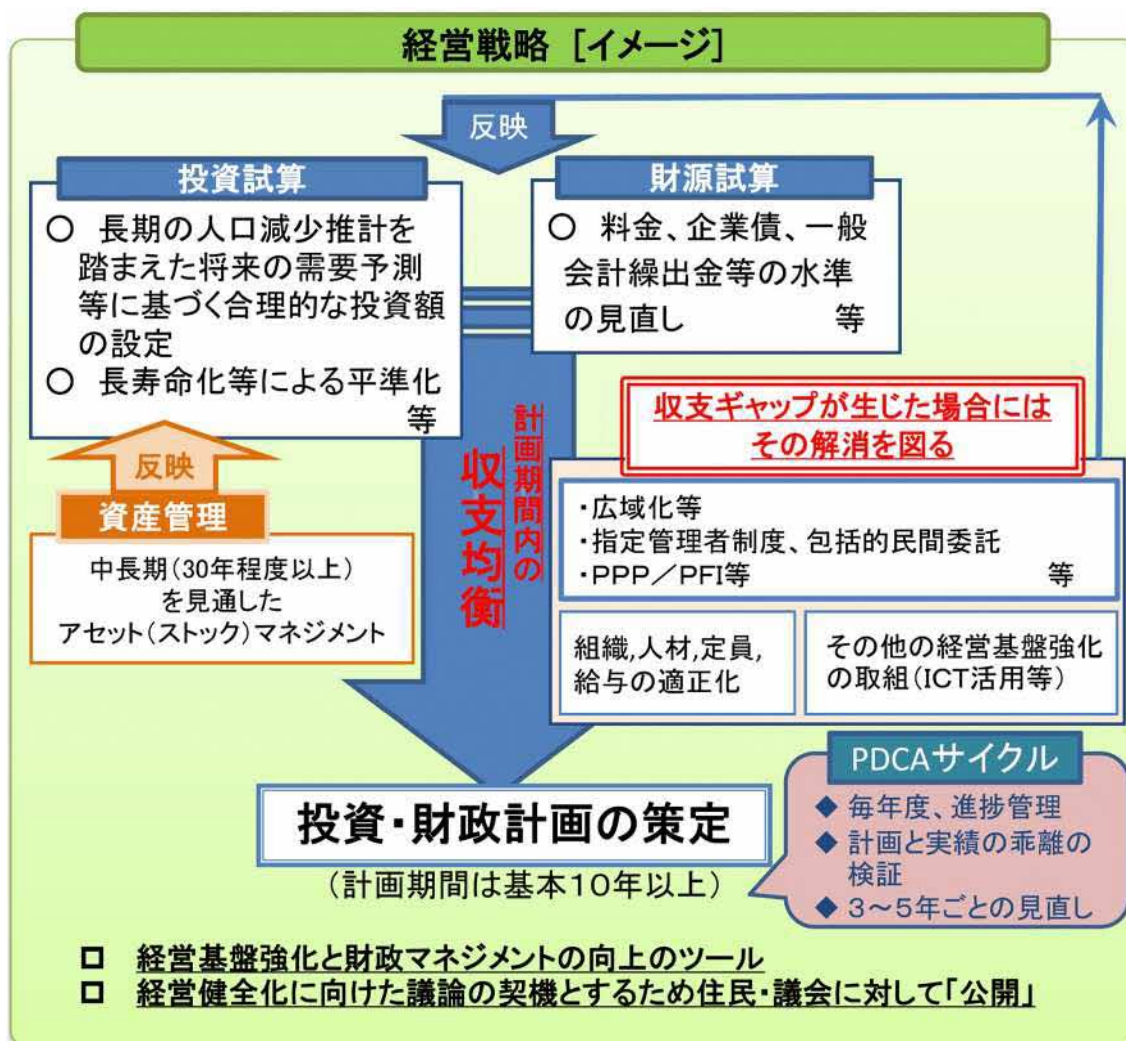 経営戦略 [イメージ]
反映
投資試算
○ 長期の人口減少推計を
踏まえた将来の需要予測
等に基づく合理的な投資額
の設定
○ 長寿命化等による平準化
等
財源試算
○ 料金、企業債、一般
会計繰出金等の水準
の見直し 等
反映
資産管理
中長期(30年程度以上)
を見通した
アセット(ストック)マネジメント
計画期間内の
収支均衡
収支ギャップが生じた場合には
その解消を図る
・広域化等
・指定管理者制度、包括的民間委託
・PPP/PFI等 等
組織,人材,定員,
給与の適正化
その他の経営基盤強化
の取組(ICT活用等)
投資・財政計画の策定
(計画期間は基本10年以上)
PDCAサイクル
◆ 毎年度、進捗管理
◆ 計画と実績の乖離の
検証
◆ 3~5年ごとの見直し
□ 経営基盤強化と財政マネジメントの向上のツール
□ 経営健全化に向けた議論の契機とするため住民・議会に対して「公開」